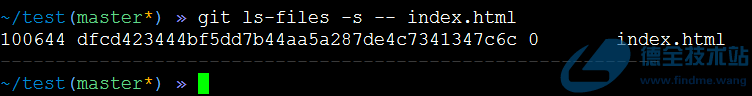 ~/test(master*) » git ls-files -s -- index.html
100644 dfcd423444bf5dd7b44aa5a287de4c7341347c6c 0	index.html
~/test(master*) »
德全技术站
www.findme.wang